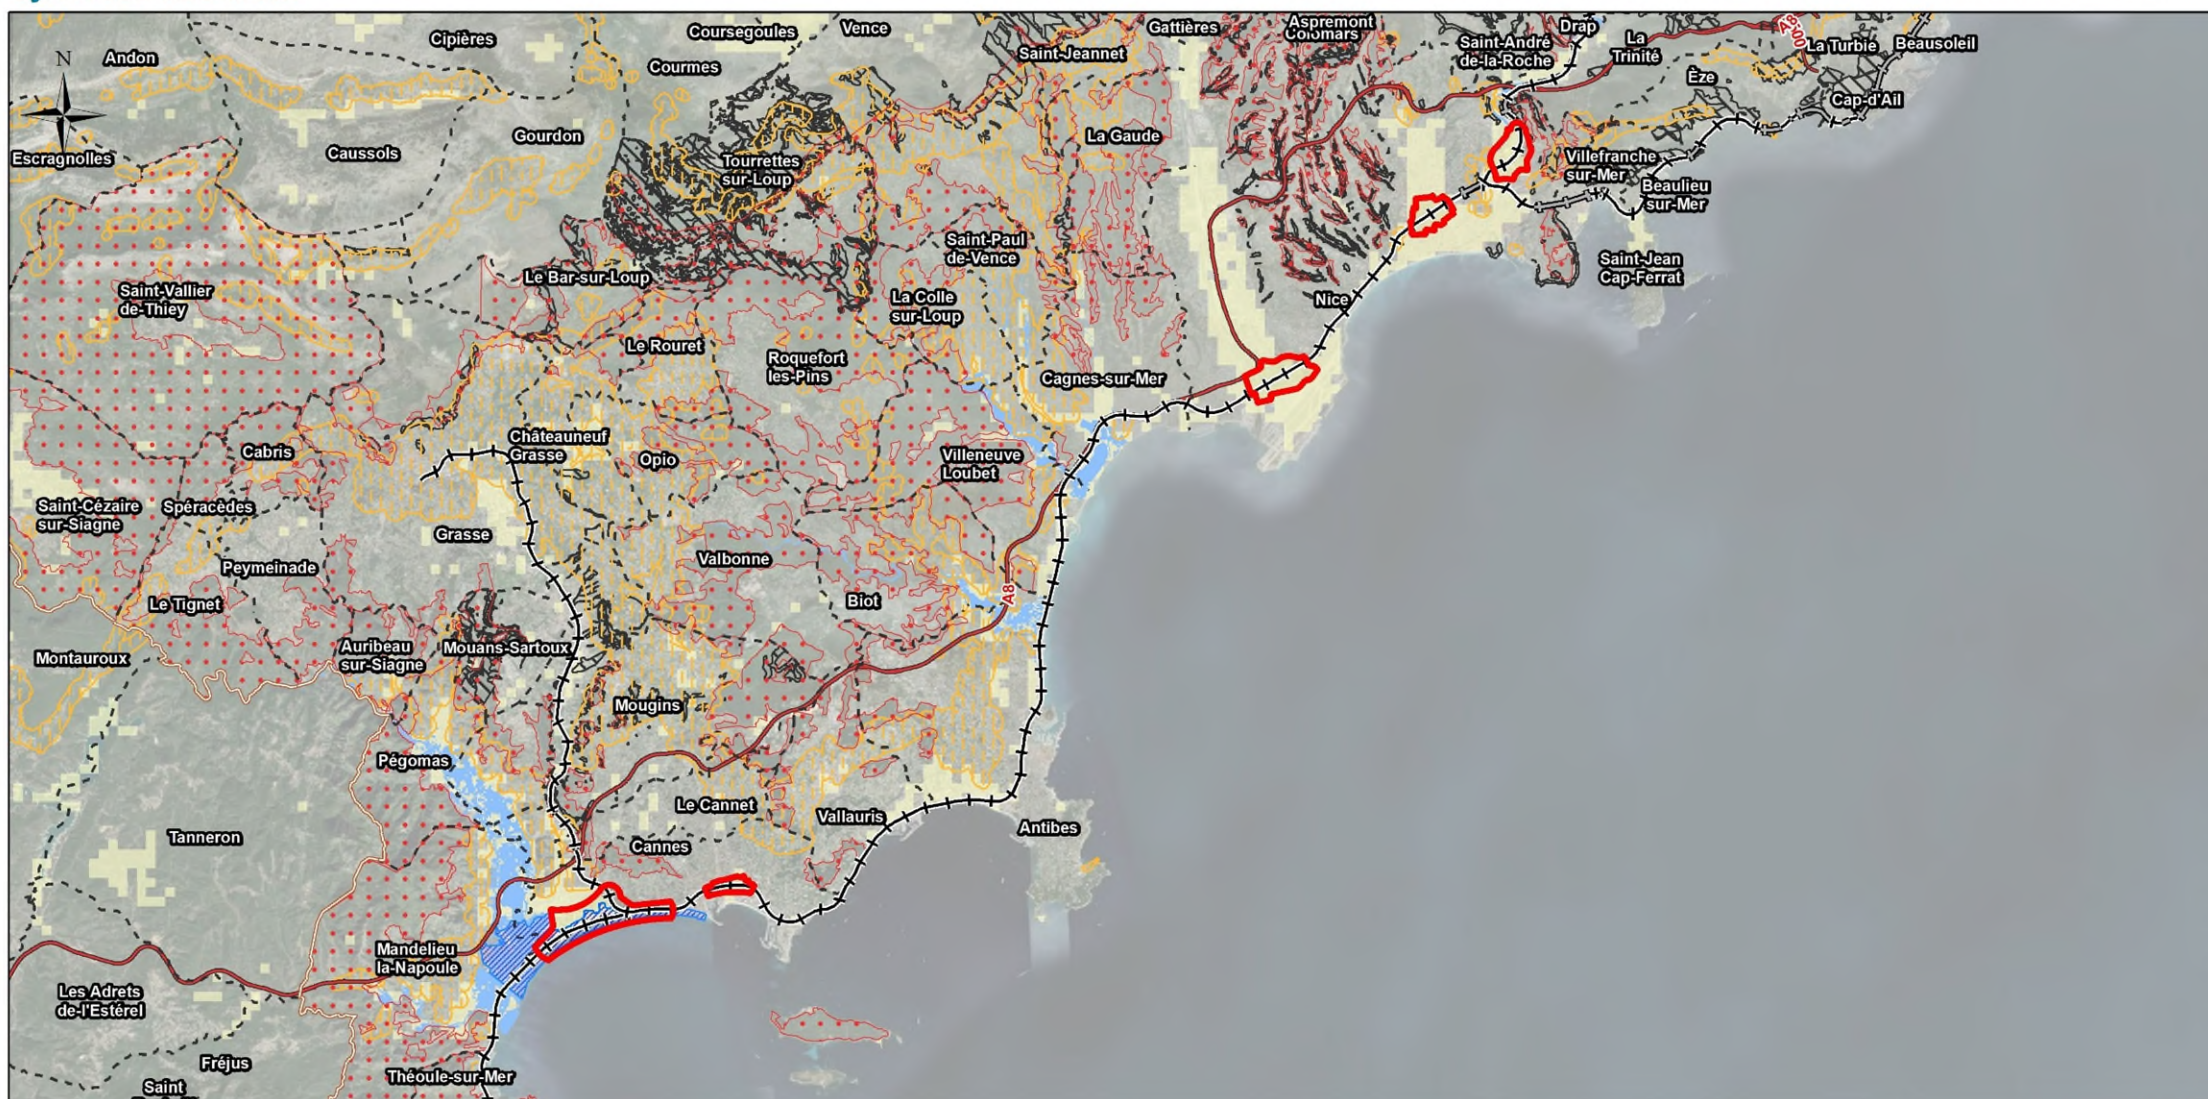 Cipières
Coursegoules
Vence
Gattières
Aspremont
Colomars
Drap
La
Trinité
A8
La Turbie
Beausoleil
Andon
N
Courmes
Saint-Jeannet
Saint-André
de-la-Roche
Èze
Cap-d'Ail
Escragnolles
Caussols
Gourdon
Tourrettes
sur-Loup
La Gaude
Villefranche
sur-Mer
Beaulieu
sur-Mer
Saint-Paul
de-Vence
Saint-Jean
Cap-Ferrat
Saint-Vallier
de-Thiey
Le Bar-sur-Loup
La Colle
sur-Loup
Nice
Le Rouret
Roquefort
les-Pins
Cagnes-sur-Mer
Cabris
Châteauneuf
Grasse
Opio
Villeneuve
Loubet
Saint-Cézaire
sur-Siagne
Spéracèdes
Grasse
Peymeinade
Valbonne
Le Tignet
Biot
A8
Montauroux
Auribeau
sur-Siagne
Mouans-Sartoux
Mougins
Pégomas
Tanneron
Le Cannet
Vallauris
Antibes
Cannes
Mandelieu
la-Napoule
Les Adrets
de-l'Estérel
Fréjus
Saint
Théoule-sur-Mer